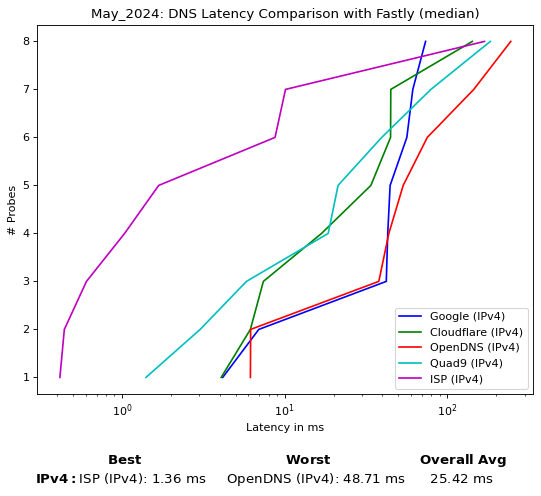 May_2024: DNS Latency Comparison with Fastly (median)
8
7
6
5
4
3
2
1
# Probes
Google (IPv4)
Cloudflare (IPv4)
OpenDNS (IPv4)
Quad9 (IPv4)
ISP (IPv4)
10⁰ 10¹ 10²
Latency in ms
Best Worst Overall Avg
IPv4: ISP (IPv4): 1.36 ms OpenDNS (IPv4): 48.71 ms 25.42 ms